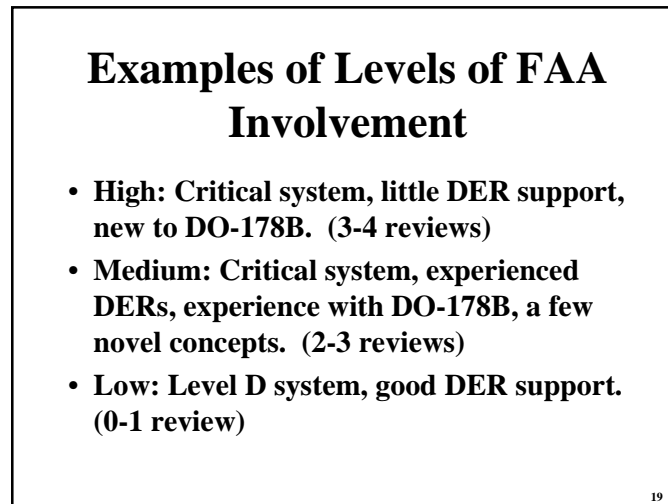 Examples of Levels of FAA
Involvement
• High: Critical system, little DER support,
new to DO-178B.  (3-4 reviews)
• Medium: Critical system, experienced
DERs, experience with DO-178B, a few
novel concepts.  (2-3 reviews)
• Low: Level D system, good DER support.
(0-1 review)
19